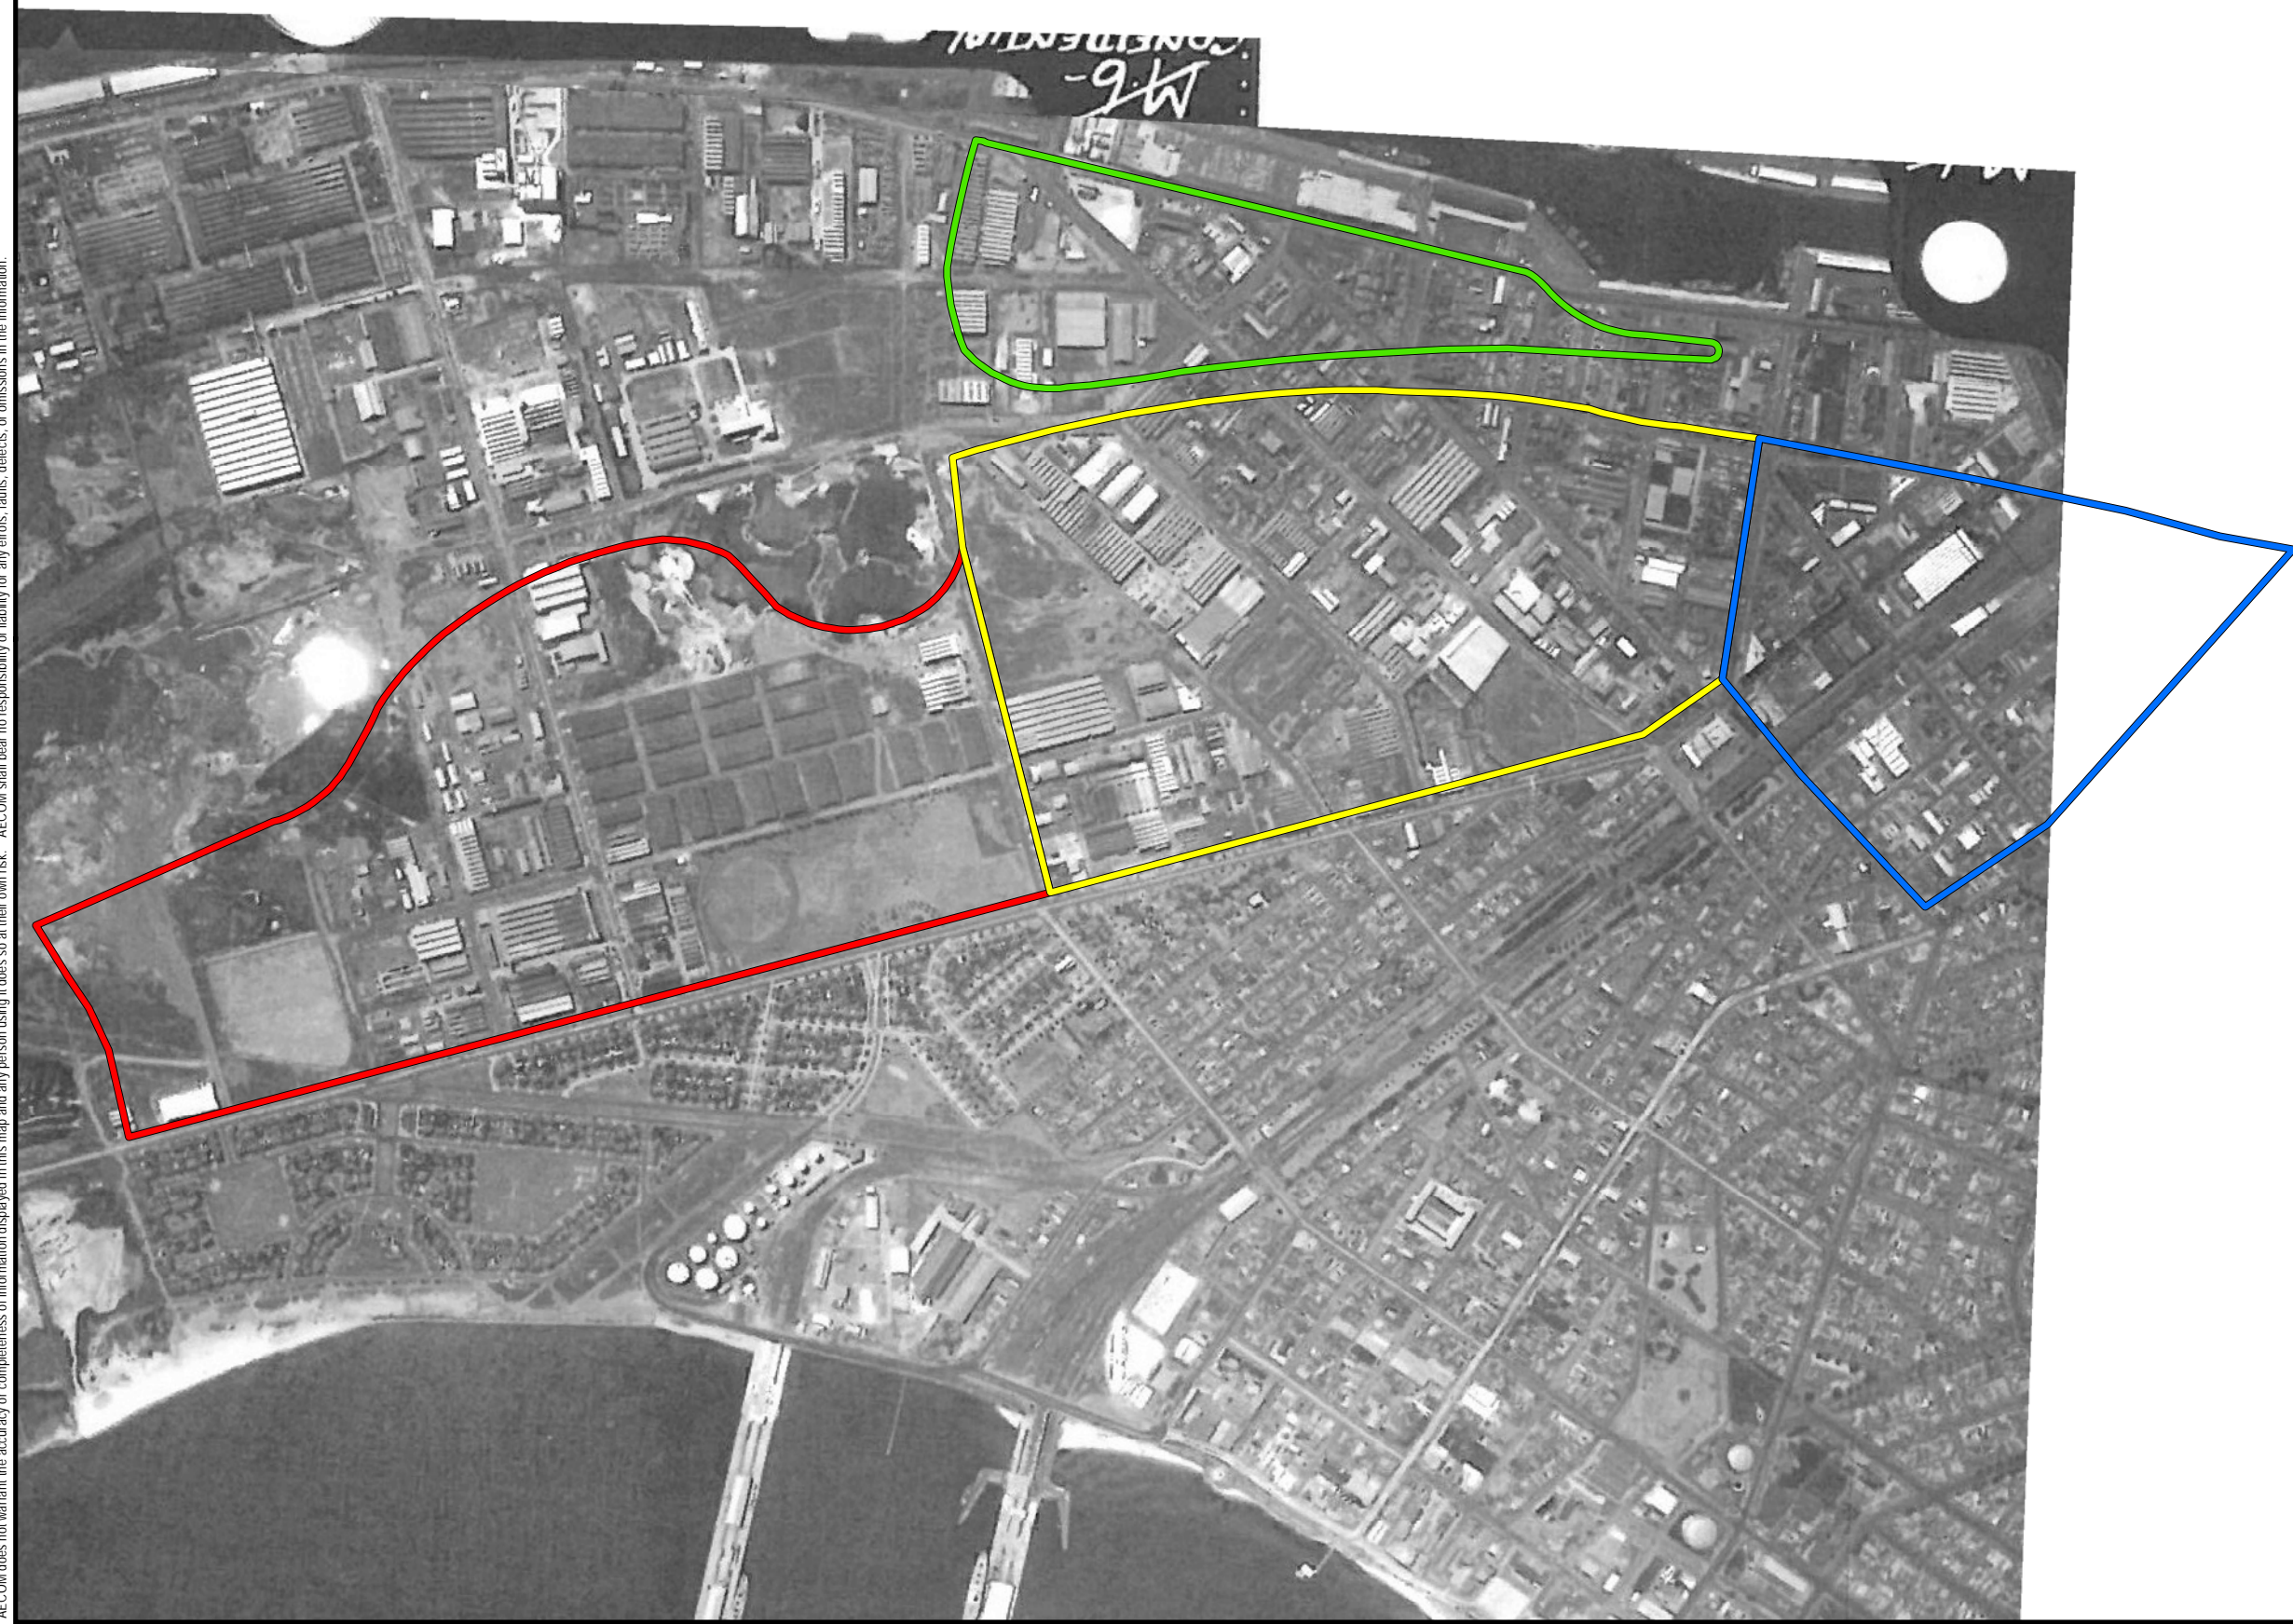 CONFIDENTIAL
M.6-
AECOM does not warrant the accuracy or completeness of information displayed in this map and any person using it does so at their own risk. AECOM shall bear no responsibility or liability for any errors, faults, defects, or omissions in the information.